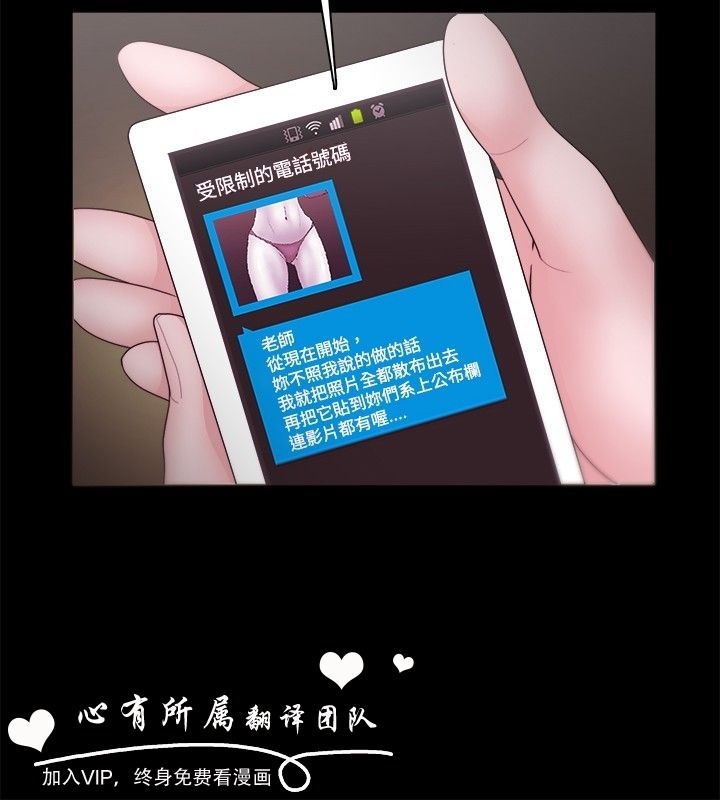 受限制的電話號碼
老師
從現在開始，
妳不照我說的做的話
我就把照片全都散布出去
再把它貼到妳們系上公布欄
連影片都有喔....
心有所属翻译团队
加入VIP，终身免费看漫画